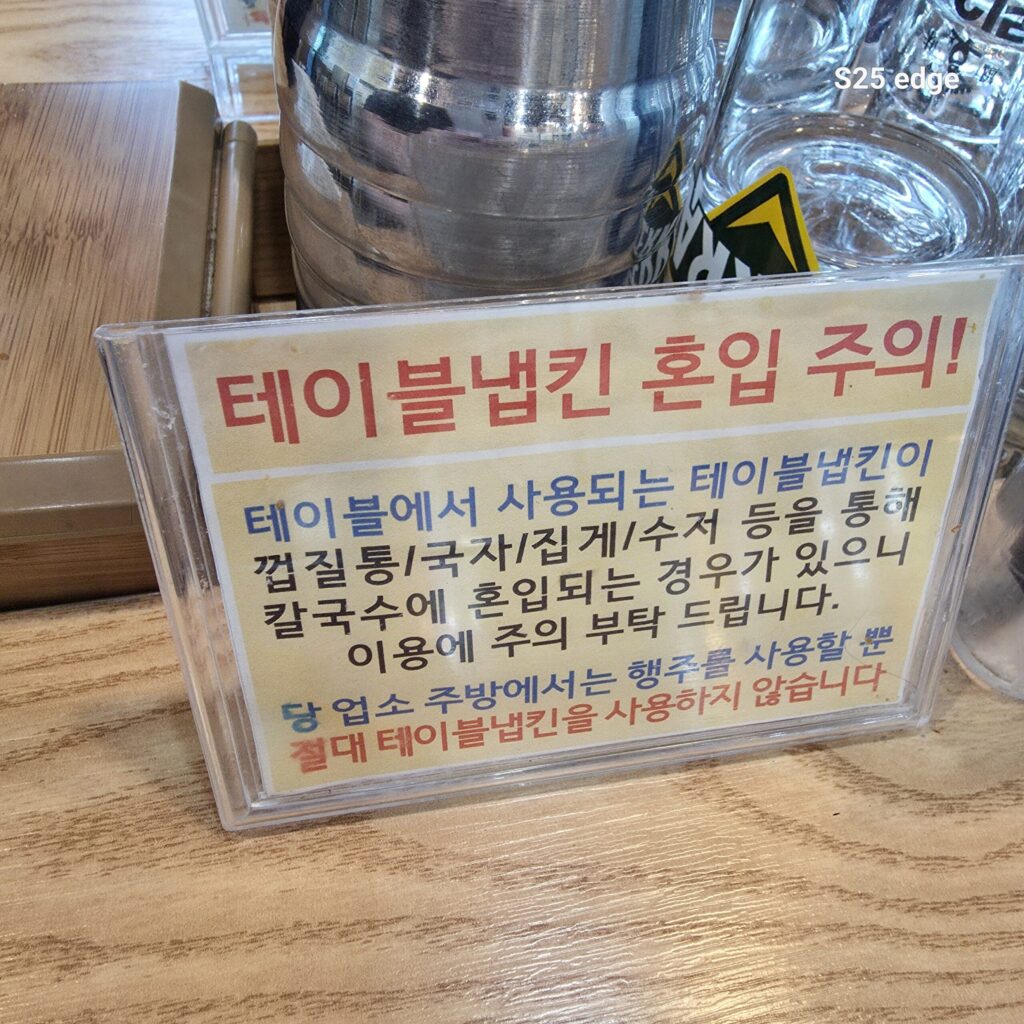 S25 edge
테이블냅킨 혼입 주의!
테이블에서 사용되는 테이블냅킨이
껍질통/국자/집게/수저 등을 통해
칼국수에 혼입되는 경우가 있으니
이용에 주의 부탁 드립니다.
당 업소 주방에서는 행주를 사용할 뿐
절대 테이블냅킨을 사용하지 않습니다